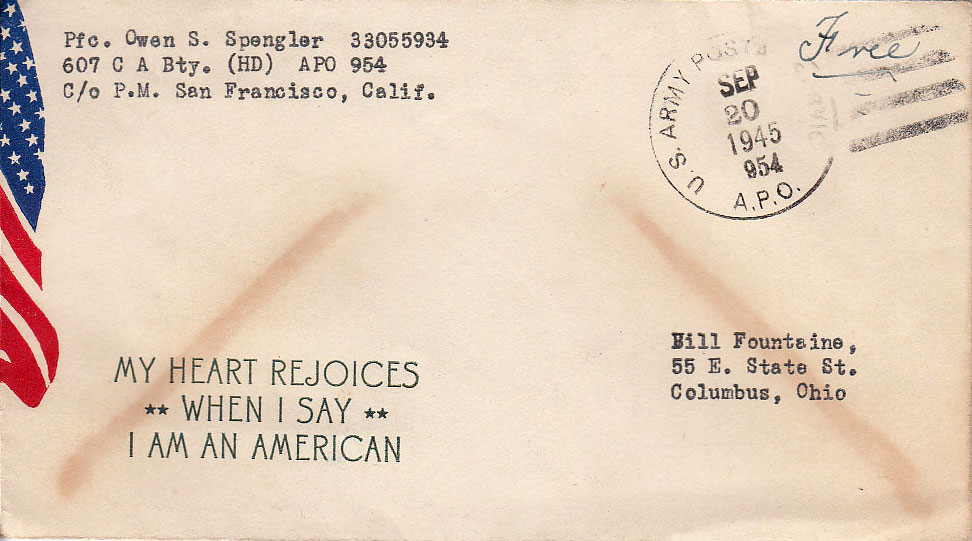 Pfc. Owen S. Spengler 33055934
607 C A Bty. (HD) APO 954
C/o P.M. San Francisco, Calif.
Free
U.S. ARMY POST
SEP
20
1945
954
A.P.O.
Bill Fountaine,
55 E. State St.
Columbus, Ohio
MY HEART REJOICES
★★ WHEN I SAY ★★
I AM AN AMERICAN